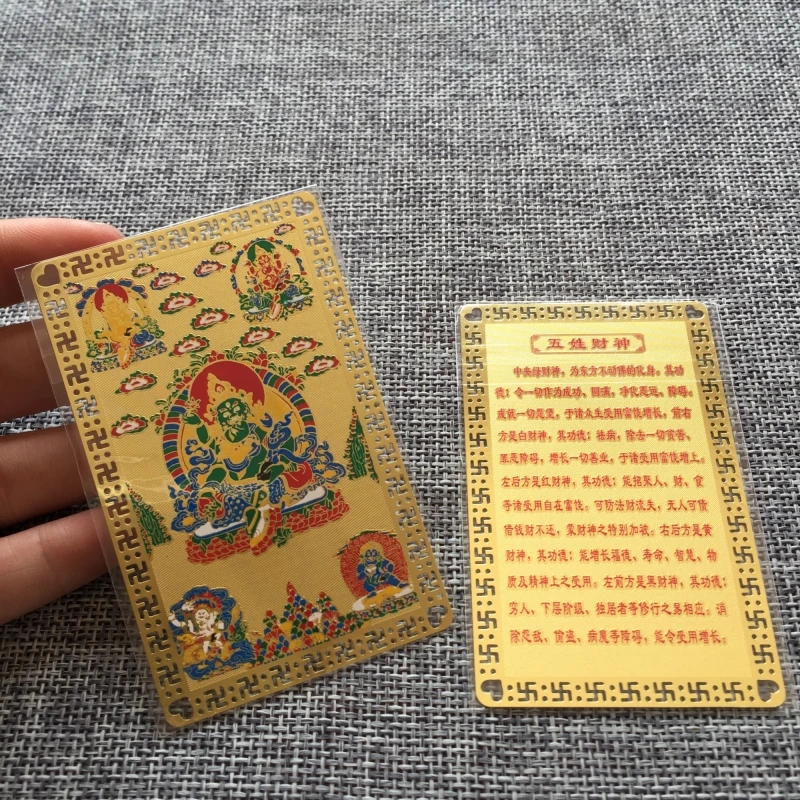 五姓财神
中央绿财神，为东方不动佛的化身。其功
德：令一切作为成功、圆满，净化恶运、障碍。
成就一切愿望，于诸众生受用富饶增长，前右
方是白财神，其功德：祛病，除去一切贫苦、
罪恶障碍，增长一切善业，于诸受用富饶增上。
左后方是红财神，其功德：能招聚人、财、食
等诸受用自在富饶。可防法财流失，无人可债
借钱财不还，蒙财神之特别加被。右后方是黄
财神，其功德：能增长福德、寿命、智慧、物
质及精神上之受用。左前方是黑财神，其功德：
穷人、下层阶级、独居者等修行之易相应。消
除恶敌、偷盗、病魔等障碍，能令受用增长。